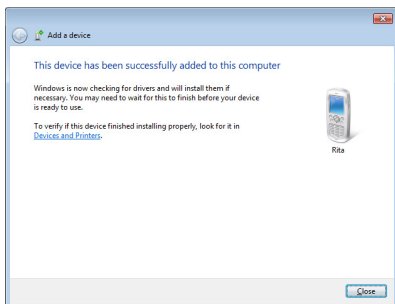 Add a device
This device has been successfully added to this computer
Windows is now checking for drivers and will install them if
necessary. You may need to wait for this to finish before your device
is ready to use.
To verify if this device finished installing properly, look for it in
Devices and Printers.
Rita
Close